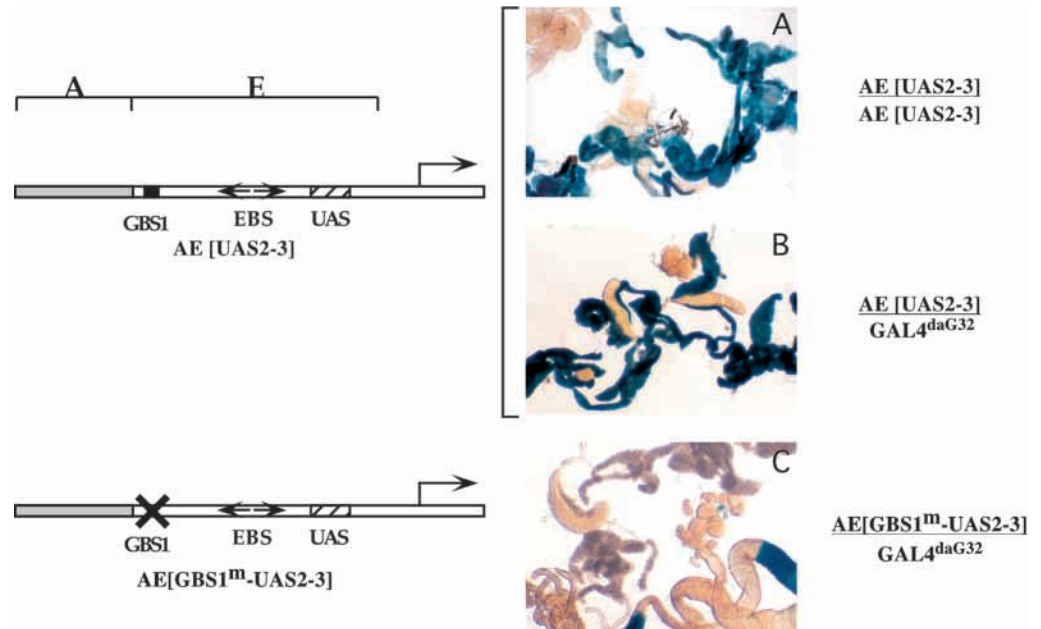 A E
GBS1 EBS UAS
AE [UAS2-3]
A
AE [UAS2-3]
AE [UAS2-3]
B
AE [UAS2-3]
GAL4daG32
GBS1 EBS UAS
AE[GBS1m-UAS2-3]
C
AE[GBS1m-UAS2-3]
GAL4daG32